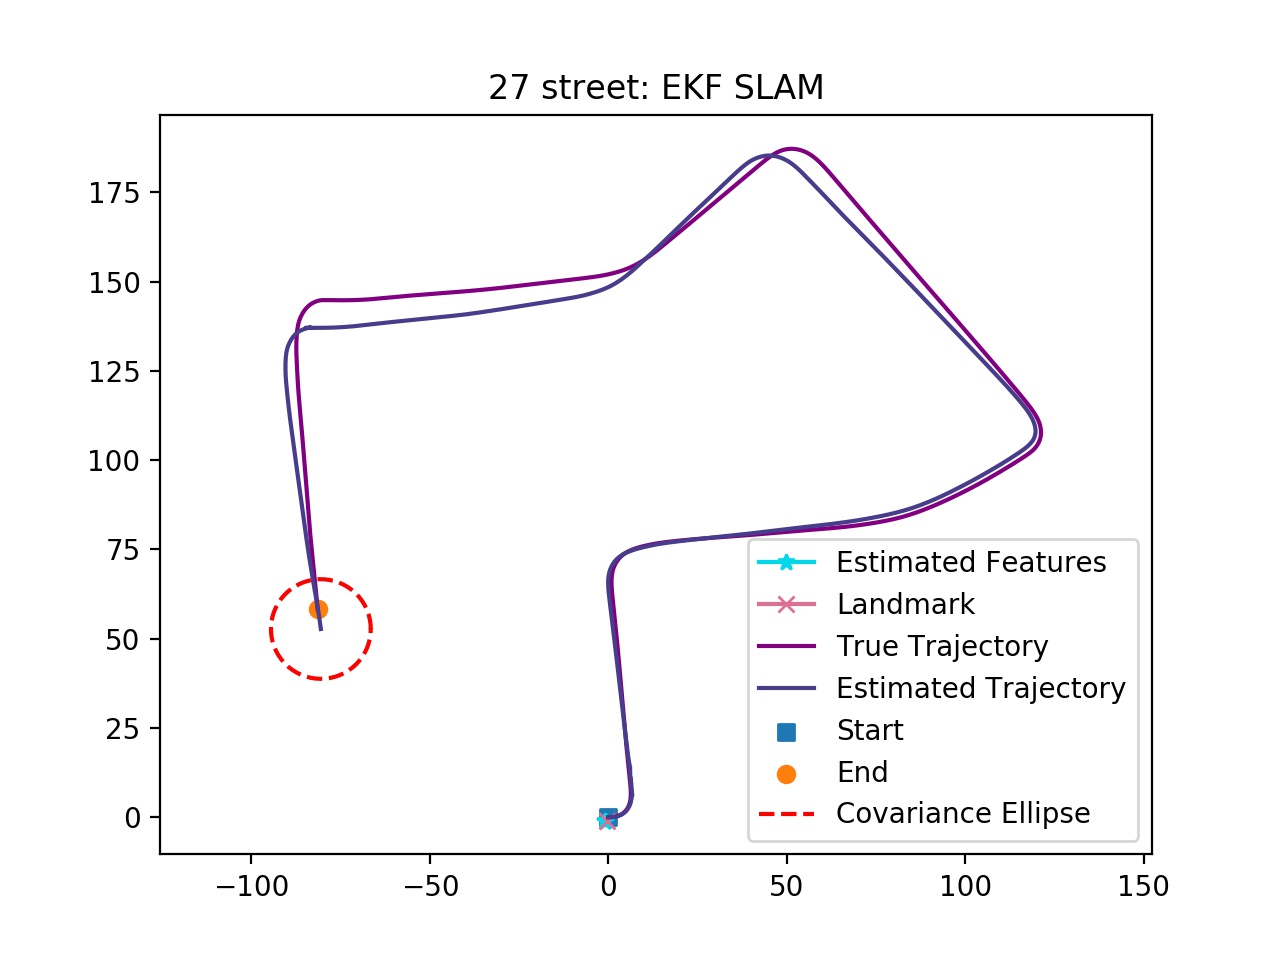 27 street: EKF SLAM
175
150
125
100
75
50
25
0
−100
−50
0
50
100
150
Estimated Features
Landmark
True Trajectory
Estimated Trajectory
Start
End
Covariance Ellipse